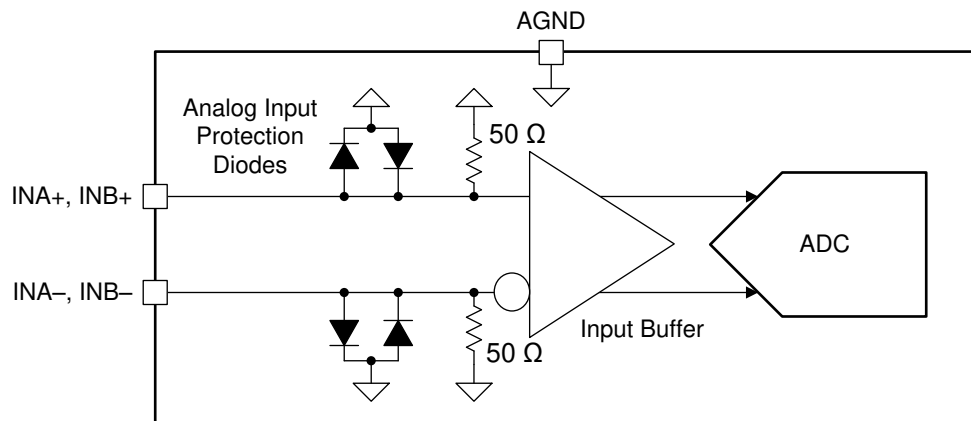 AGND
Analog Input
Protection
Diodes
50 Ω
INA+, INB+
ADC
INA–, INB–
Input Buffer
50 Ω